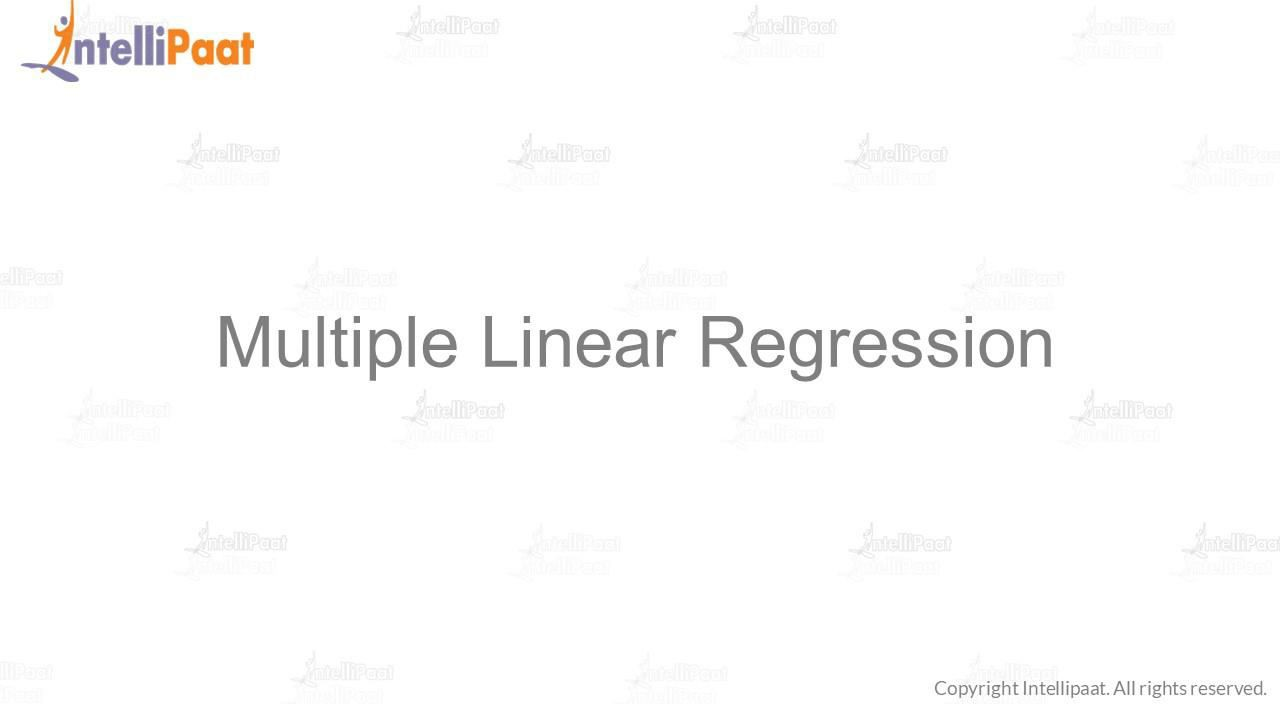 IntelliPaat
Multiple Linear Regression
Copyright Intellipaat. All rights reserved.